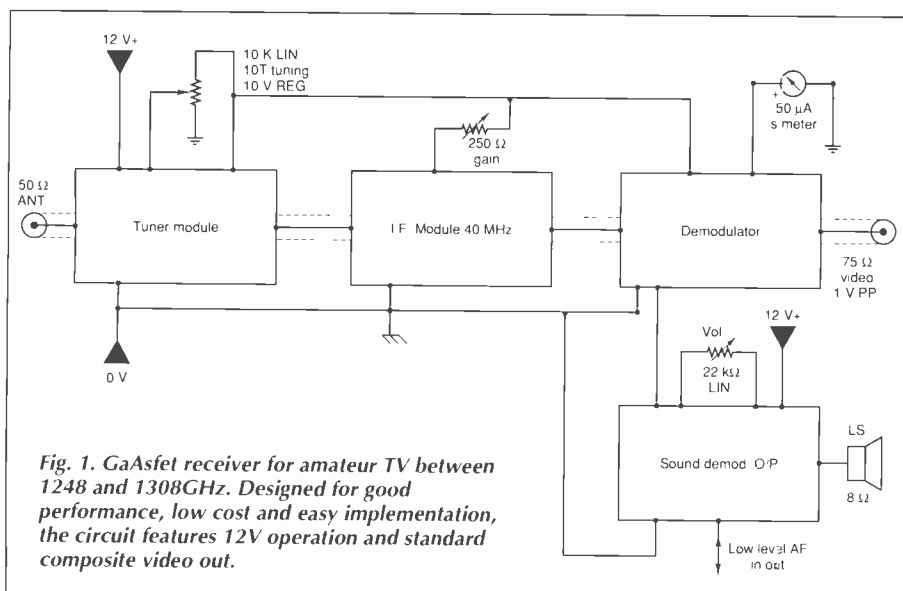 12 V+
10 K LIN
10T tuning
10 V REG
50 µA
s meter
250 Ω
gain
50 Ω
ANT
Tuner module
I.F. Module 40 MHz
Demodulator
75 Ω
video
1 V PP
0 V
Vol
22 kΩ
LIN
12 V+
Sound demod O/P
LS
8 Ω
Low level AF
in out
Fig. 1. GaAsfet receiver for amateur TV between
1248 and 1308GHz. Designed for good
performance, low cost and easy implementation,
the circuit features 12V operation and standard
composite video out.